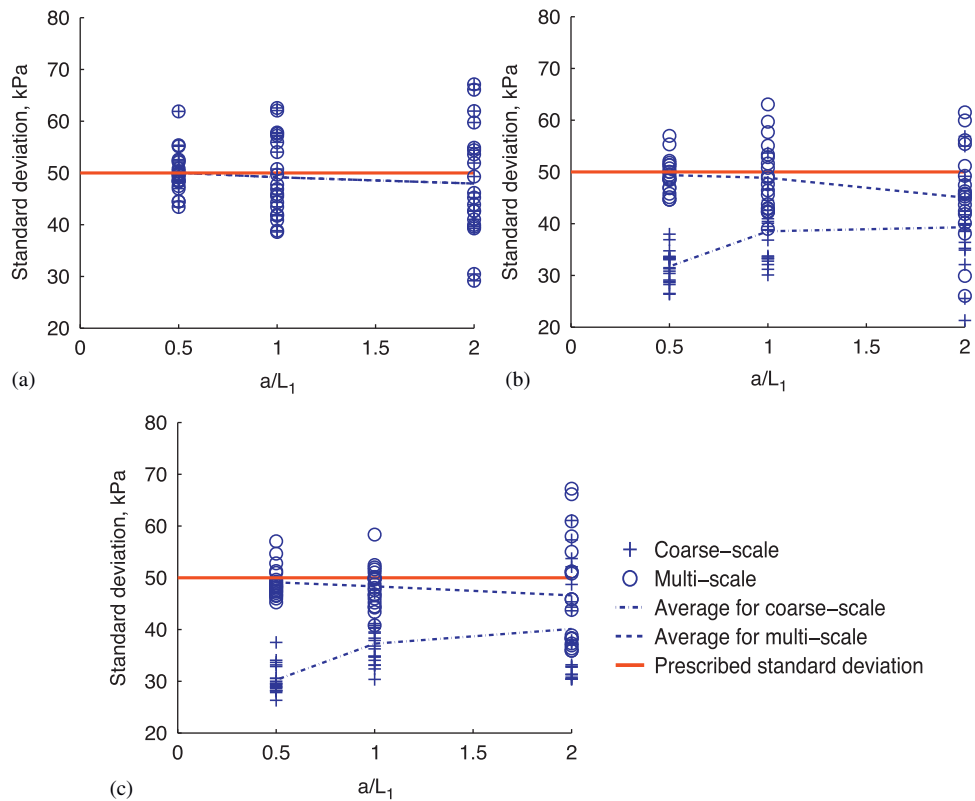 80
70
60
50
40
30
20
Standard deviation, kPa
0
0.5
1
1.5
2
a/L₁
(a)
80
70
60
50
40
30
20
Standard deviation, kPa
0
0.5
1
1.5
2
a/L₁
(b)
80
70
60
50
40
30
20
Standard deviation, kPa
0
0.5
1
1.5
2
a/L₁
(c)
Coarse−scale
Multi−scale
Average for coarse−scale
Average for multi−scale
Prescribed standard deviation